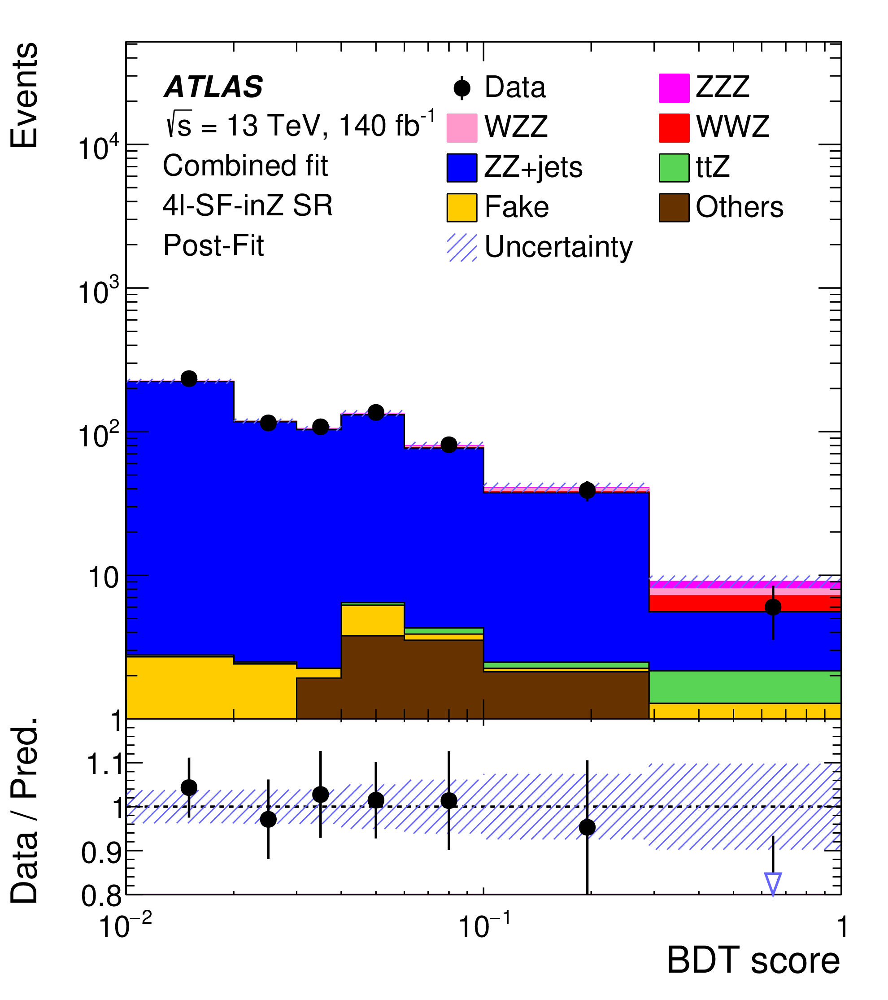 Events
ATLAS
√s = 13 TeV, 140 fb⁻¹
Combined fit
4l-SF-inZ SR
Post-Fit
Data
ZZZ
WZZ
WWZ
ZZ+jets
ttZ
Fake
Others
Uncertainty
10⁴
10³
10²
10
1
Data / Pred.
1.1
1
0.9
0.8
10⁻²
10⁻¹
1
BDT score